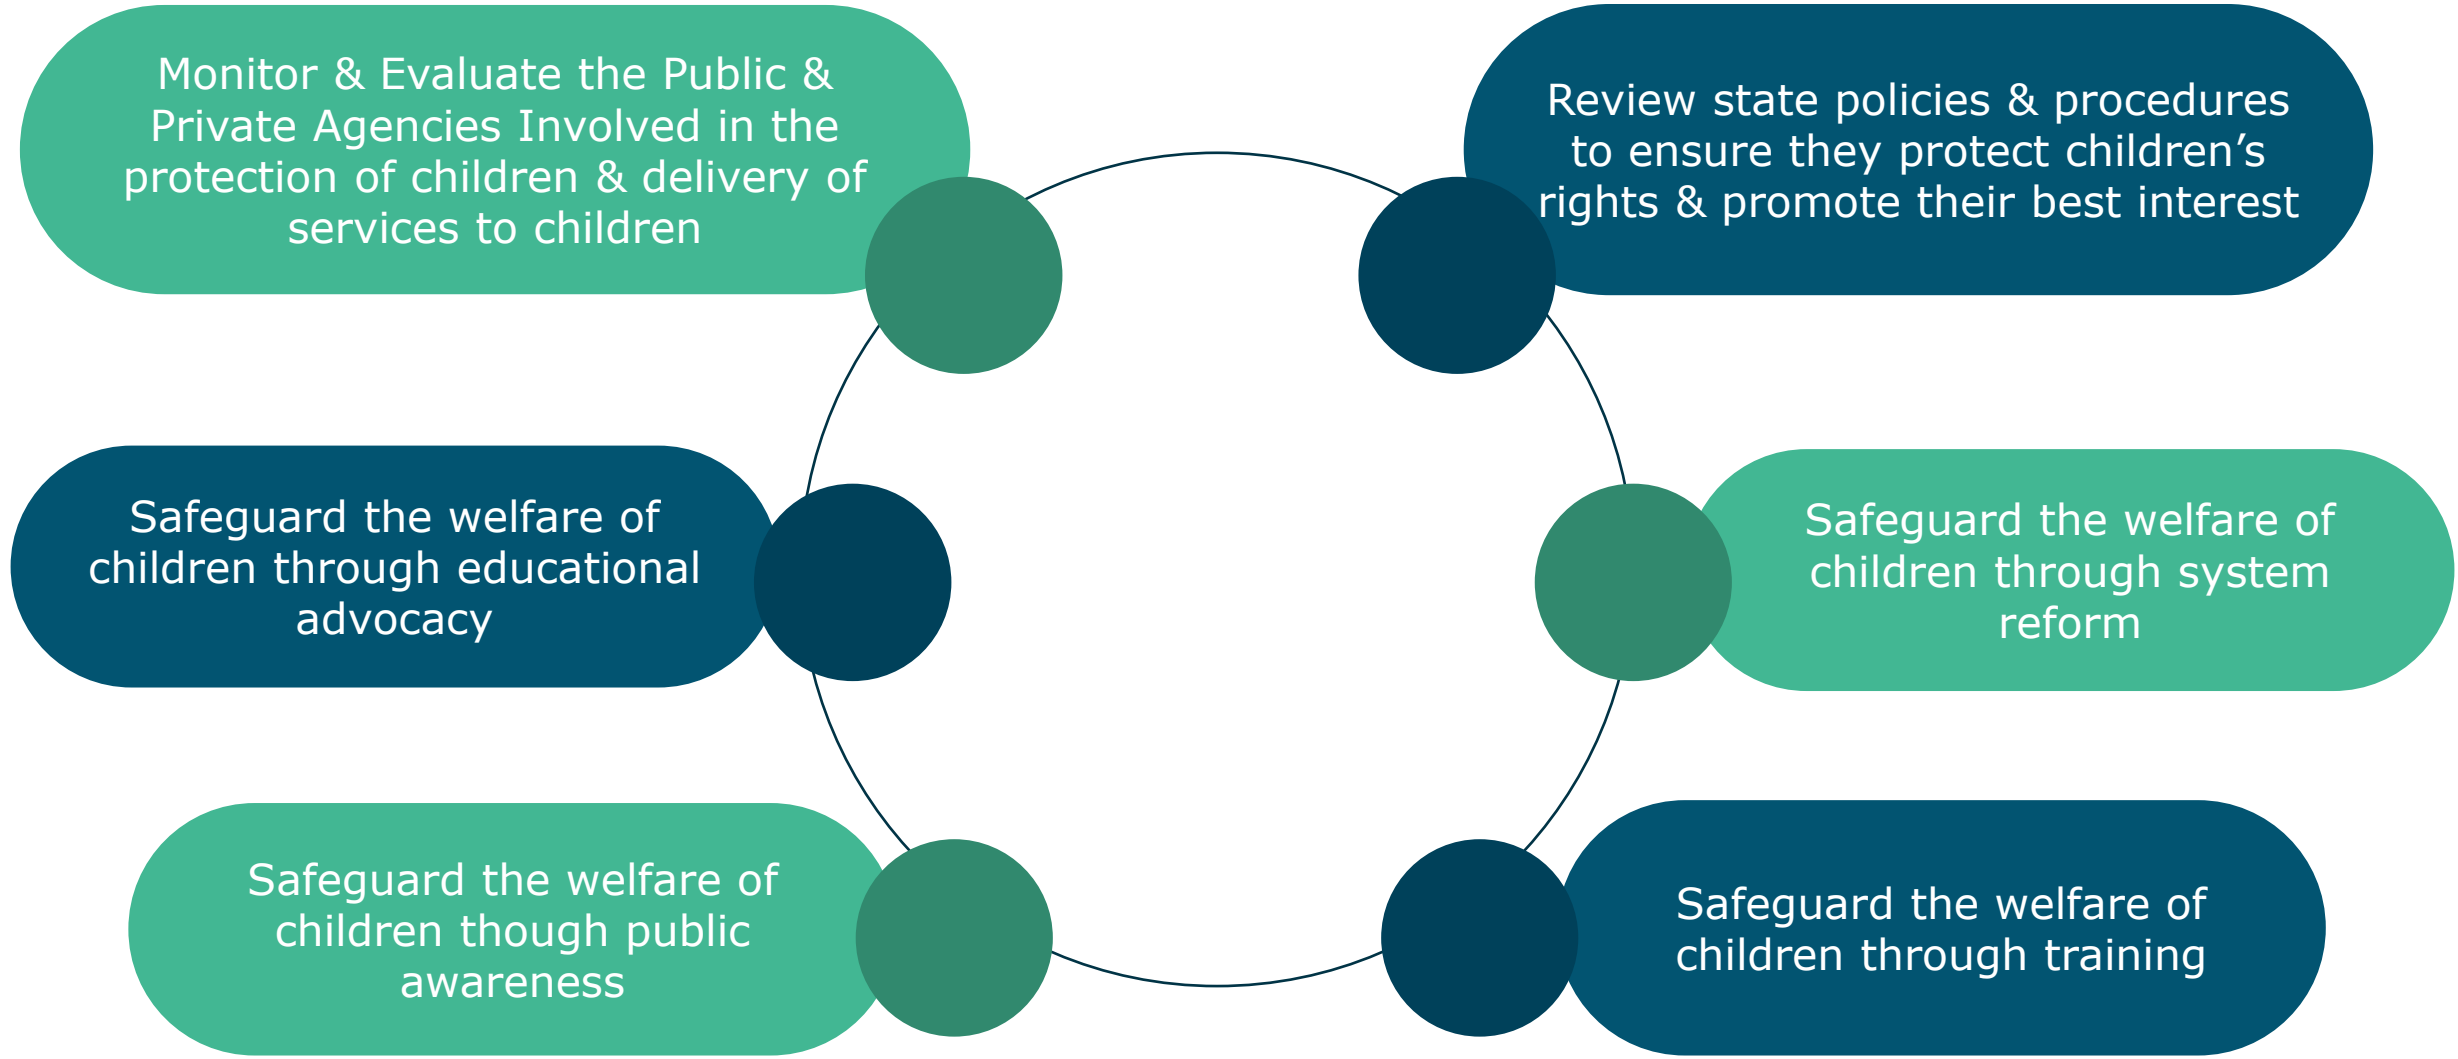 Monitor & Evaluate the Public &
Private Agencies Involved in the
protection of children & delivery of
services to children
Review state policies & procedures
to ensure they protect children’s
rights & promote their best interest
Safeguard the welfare of
children through educational
advocacy
Safeguard the welfare of
children through system
reform
Safeguard the welfare of
children though public
awareness
Safeguard the welfare of
children through training